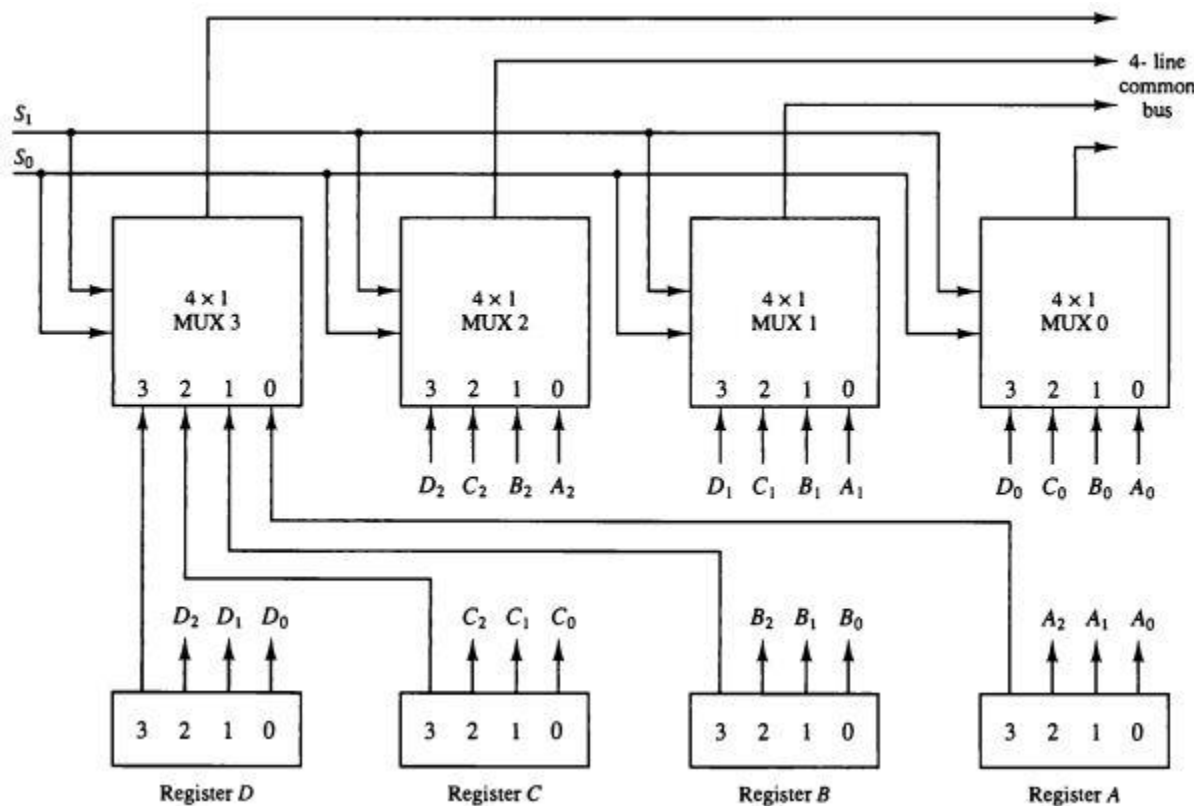 4- line
common
bus
S₁
S₀
4 × 1
MUX 3
3 2 1 0
4 × 1
MUX 2
3 2 1 0
4 × 1
MUX 1
3 2 1 0
4 × 1
MUX 0
3 2 1 0
D₂ C₂ B₂ A₂
D₁ C₁ B₁ A₁
D₀ C₀ B₀ A₀
D₂ D₁ D₀
C₂ C₁ C₀
B₂ B₁ B₀
A₂ A₁ A₀
3 2 1 0
3 2 1 0
3 2 1 0
3 2 1 0
Register D
Register C
Register B
Register A